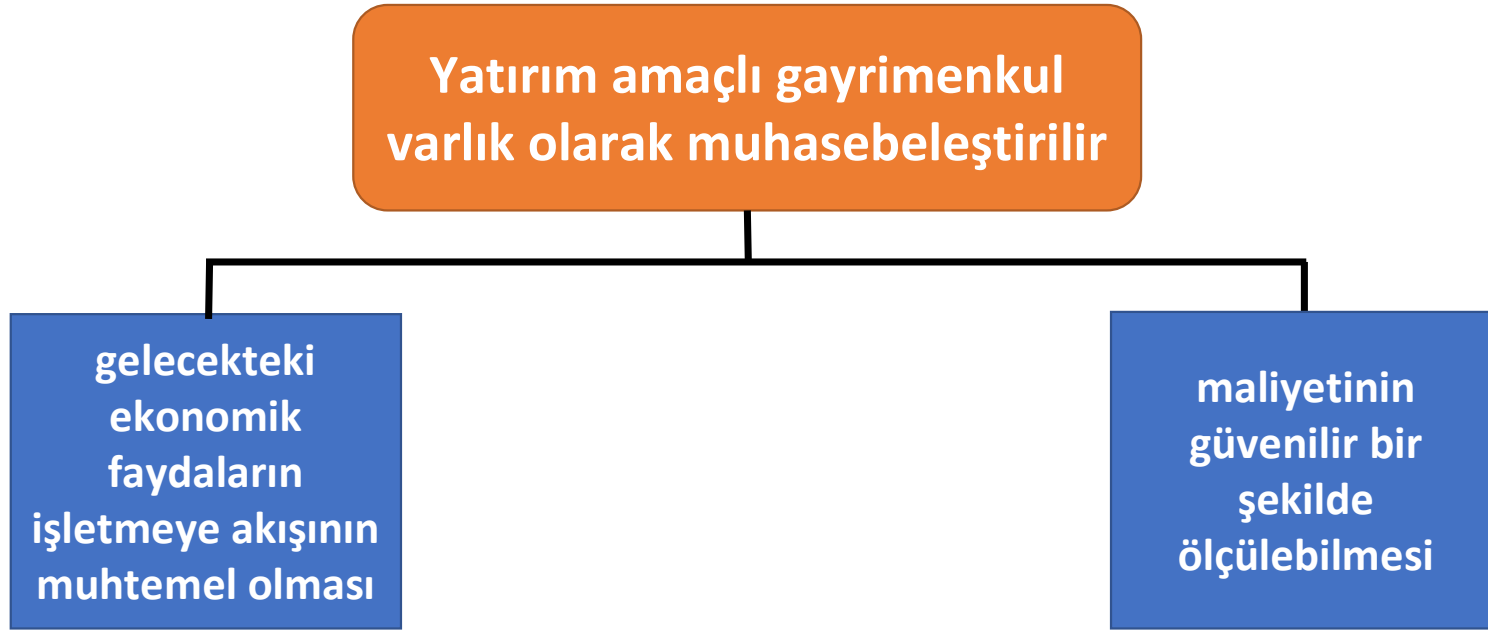 Yatırım amaçlı gayrimenkul
varlık olarak muhasebeleştirilir
gelecekteki
ekonomik
faydaların
işletmeye akışının
muhtemel olması
maliyetinin
güvenilir bir
şekilde
ölçülebilmesi